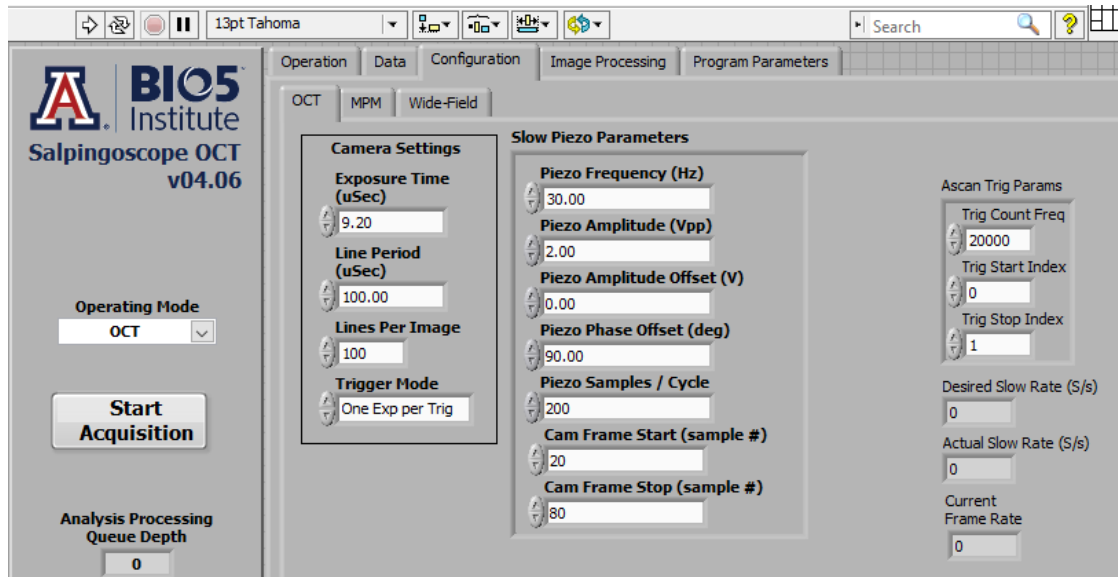 13pt Tahoma
Search
?
A.
BIO5
Institute
Salpingoscope OCT
v04.06
Operating Mode
OCT
Start
Acquisition
Analysis Processing
Queue Depth
0
Operation Data Configuration Image Processing Program Parameters
OCT MPM Wide-Field
Camera Settings
Exposure Time
(uSec)
9.20
Line Period
(uSec)
100.00
Lines Per Image
100
Trigger Mode
One Exp per Trig
Slow Piezo Parameters
Piezo Frequency (Hz)
30.00
Piezo Amplitude (Vpp)
2.00
Piezo Amplitude Offset (V)
0.00
Piezo Phase Offset (deg)
90.00
Piezo Samples / Cycle
200
Cam Frame Start (sample #)
20
Cam Frame Stop (sample #)
80
Ascan Trig Params
Trig Count Freq
20000
Trig Start Index
0
Trig Stop Index
1
Desired Slow Rate (S/s)
0
Actual Slow Rate (S/s)
0
Current
Frame Rate
0